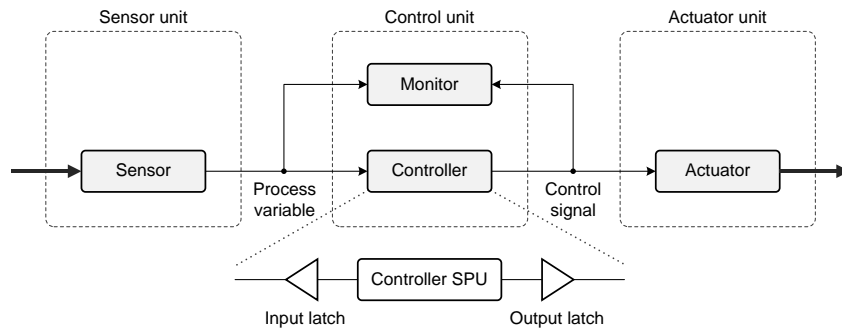 Sensor unit
Control unit
Actuator unit
Monitor
Sensor
Controller
Actuator
Process
variable
Control
signal
Controller SPU
Input latch
Output latch